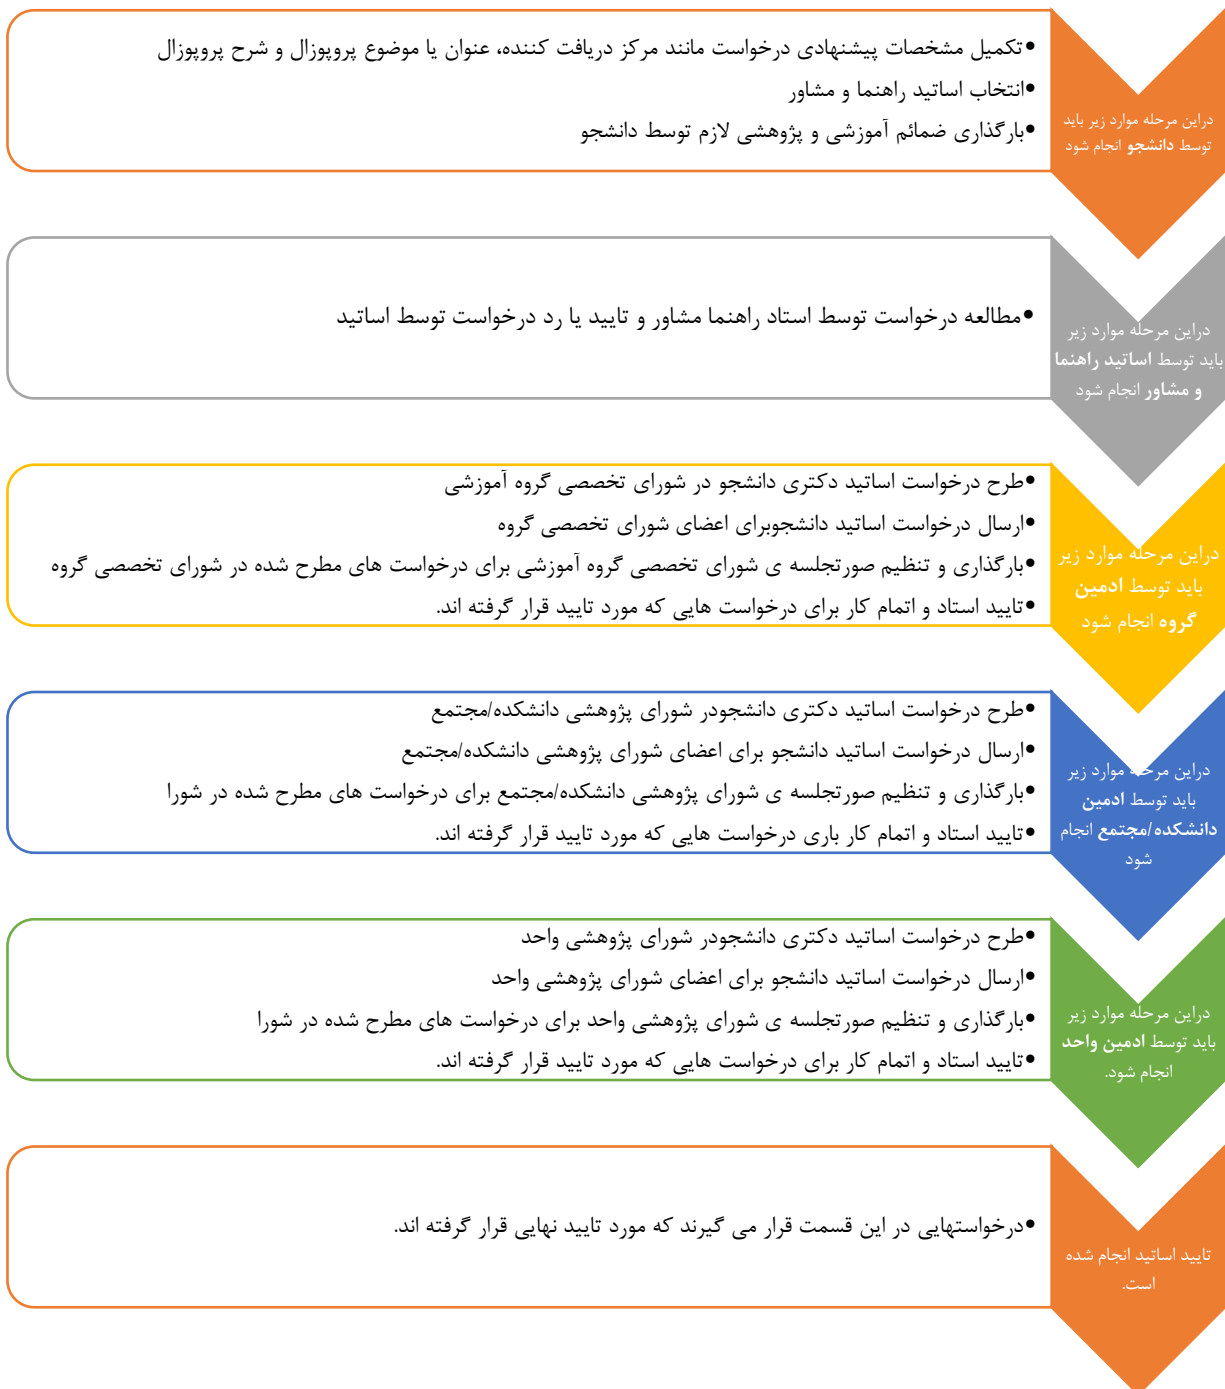 دراین مرحله موارد زیر باید
توسط دانشجو انجام شود
•تکمیل مشخصات پیشنهادی درخواست مانند مرکز دریافت کننده، عنوان یا موضوع پروپوزال و شرح پروپوزال
•انتخاب اساتید راهنما و مشاور
•بارگذاری ضمائم آموزشی و پژوهشی لازم توسط دانشجو
دراین مرحله موارد زیر
باید توسط اساتید راهنما
و مشاور انجام شود
•مطالعه درخواست توسط استاد راهنما مشاور و تایید یا رد درخواست توسط اساتید
دراین مرحله موارد زیر
باید توسط ادمین
گروه انجام شود
•طرح درخواست اساتید دکتری دانشجو در شورای تخصصی گروه آموزشی
•ارسال درخواست اساتید دانشجوبرای اعضای شورای تخصصی گروه
•بارگذاری و تنظیم صورتجلسه ی شورای تخصصی گروه آموزشی برای درخواست های مطرح شده در شورای تخصصی گروه
•تایید استاد و اتمام کار برای درخواست هایی که مورد تایید قرار گرفته اند.
دراین مرحله موارد زیر
باید توسط ادمین
دانشکده/مجتمع انجام
شود
•طرح درخواست اساتید دکتری دانشجودر شورای پژوهشی دانشکده/مجتمع
•ارسال درخواست اساتید دانشجو برای اعضای شورای پژوهشی دانشکده/مجتمع
•بارگذاری و تنظیم صورتجلسه ی شورای پژوهشی دانشکده/مجتمع برای درخواست های مطرح شده در شورا
•تایید استاد و اتمام کار باری درخواست هایی که مورد تایید قرار گرفته اند.
دراین مرحله موارد زیر
باید توسط ادمین واحد
انجام شود.
•طرح درخواست اساتید دکتری دانشجودر شورای پژوهشی واحد
•ارسال درخواست اساتید دانشجو برای اعضای شورای پژوهشی واحد
•بارگذاری و تنظیم صورتجلسه ی شورای پژوهشی واحد برای درخواست های مطرح شده در شورا
•تایید استاد و اتمام کار برای درخواست هایی که مورد تایید قرار گرفته اند.
تایید اساتید انجام شده
است.
•درخواستهایی در این قسمت قرار می گیرند که مورد تایید نهایی قرار گرفته اند.